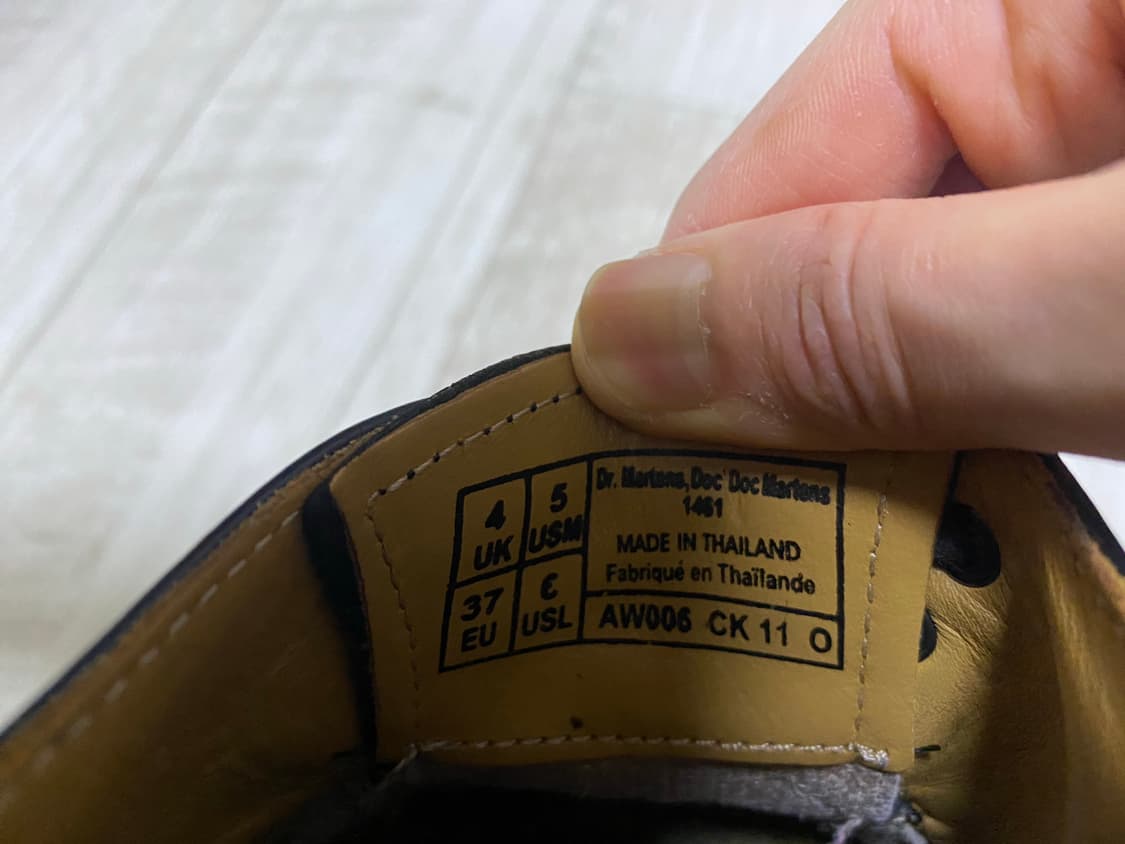 4 UK
5 USM
37 EU
€ USL
Dr. Martens, Doc' Doc Martens
1461
MADE IN THAILAND
Fabriqué en Thaïlande
AW006 CK 11 O